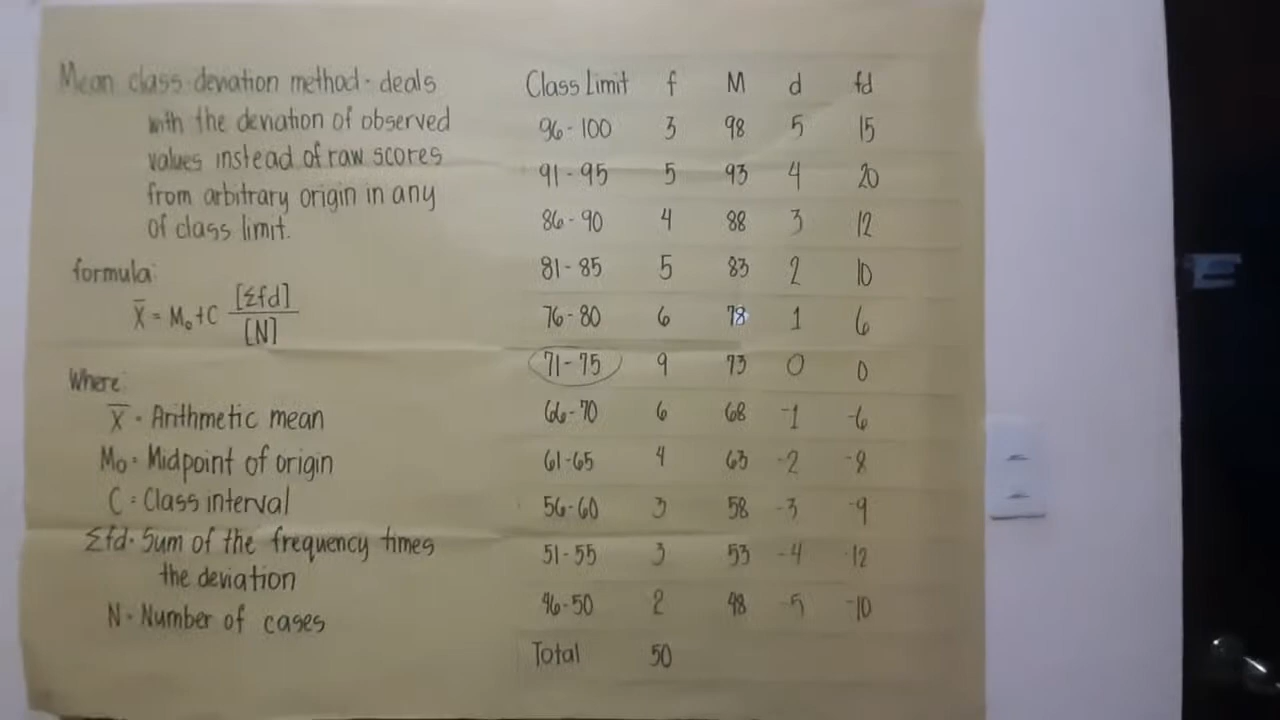 Mean class-deviation method - deals
with the deviation of observed
values instead of raw scores
from arbitrary origin in any
of class limit.
formula:
X̄ = M₀ + C [Σfd] / [N]
Where:
X̄ - Arithmetic mean
Mo = Midpoint of origin
C = Class interval
Σfd - Sum of the frequency times
the deviation
N - Number of cases
Class Limit f M d fd
96 - 100 3 98 5 15
91 - 95 5 93 4 20
86 - 90 4 88 3 12
81 - 85 5 83 2 10
76 - 80 6 78 1 6
71 - 75 9 73 0 0
66 - 70 6 68 -1 -6
61 - 65 4 63 -2 -8
56 - 60 3 58 -3 -9
51 - 55 3 53 -4 -12
46 - 50 2 48 -5 -10
Total 50